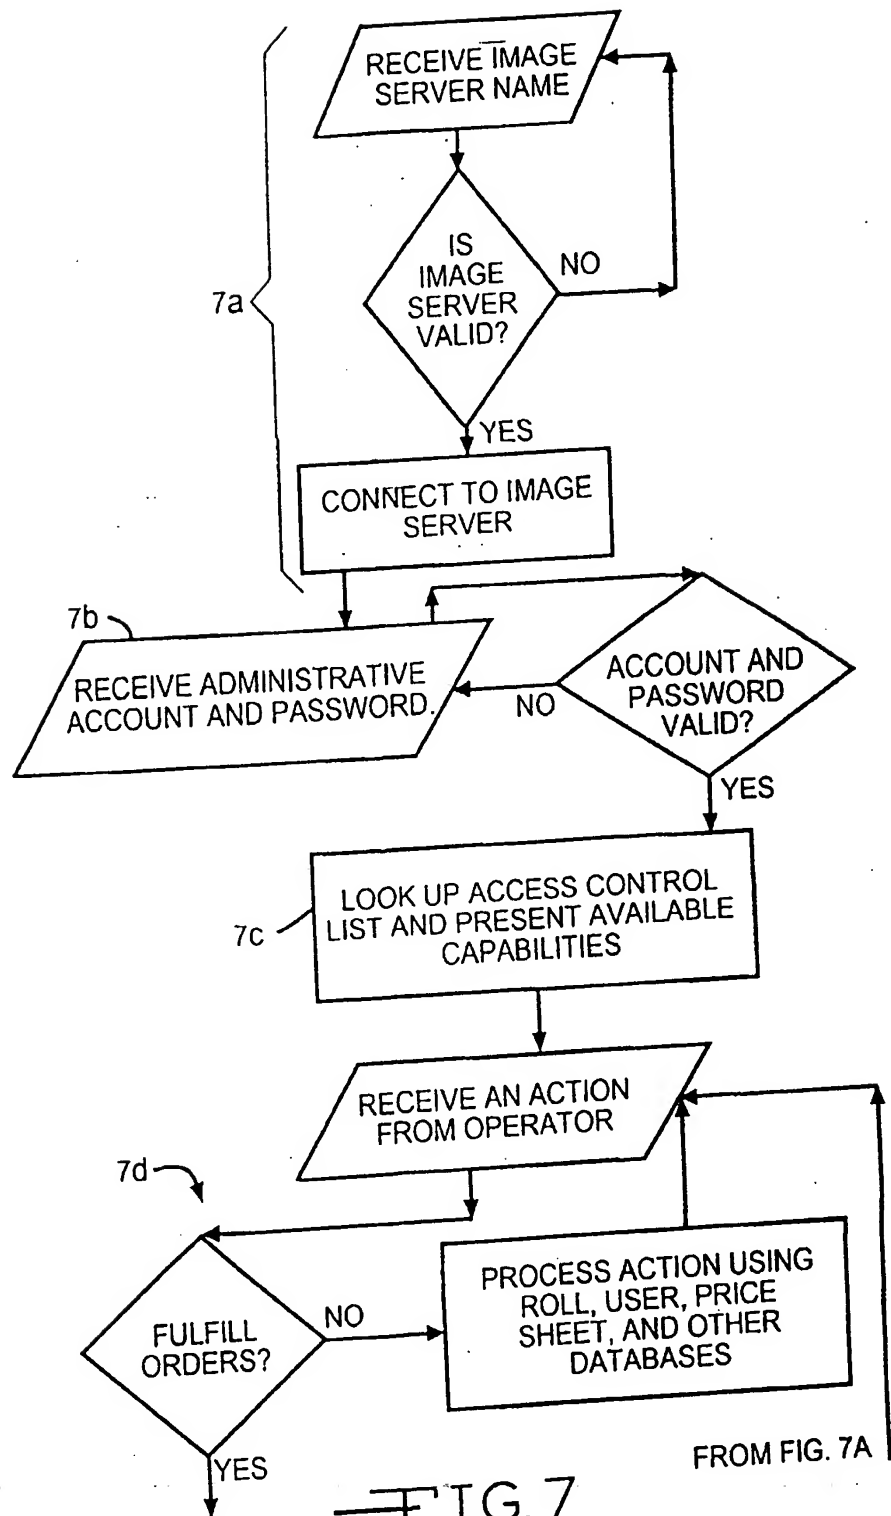 RECEIVE IMAGE
SERVER NAME
IS
IMAGE
SERVER
VALID?
NO
7a
YES
CONNECT TO IMAGE
SERVER
7b
RECEIVE ADMINISTRATIVE
ACCOUNT AND PASSWORD.
ACCOUNT AND
PASSWORD
VALID?
NO
YES
LOOK UP ACCESS CONTROL
LIST AND PRESENT AVAILABLE
CAPABILITIES
7c
RECEIVE AN ACTION
FROM OPERATOR
7d
FULFILL
ORDERS?
NO
PROCESS ACTION USING
ROLL, USER, PRICE
SHEET, AND OTHER
DATABASES
YES
FROM FIG. 7A
FIG. 7